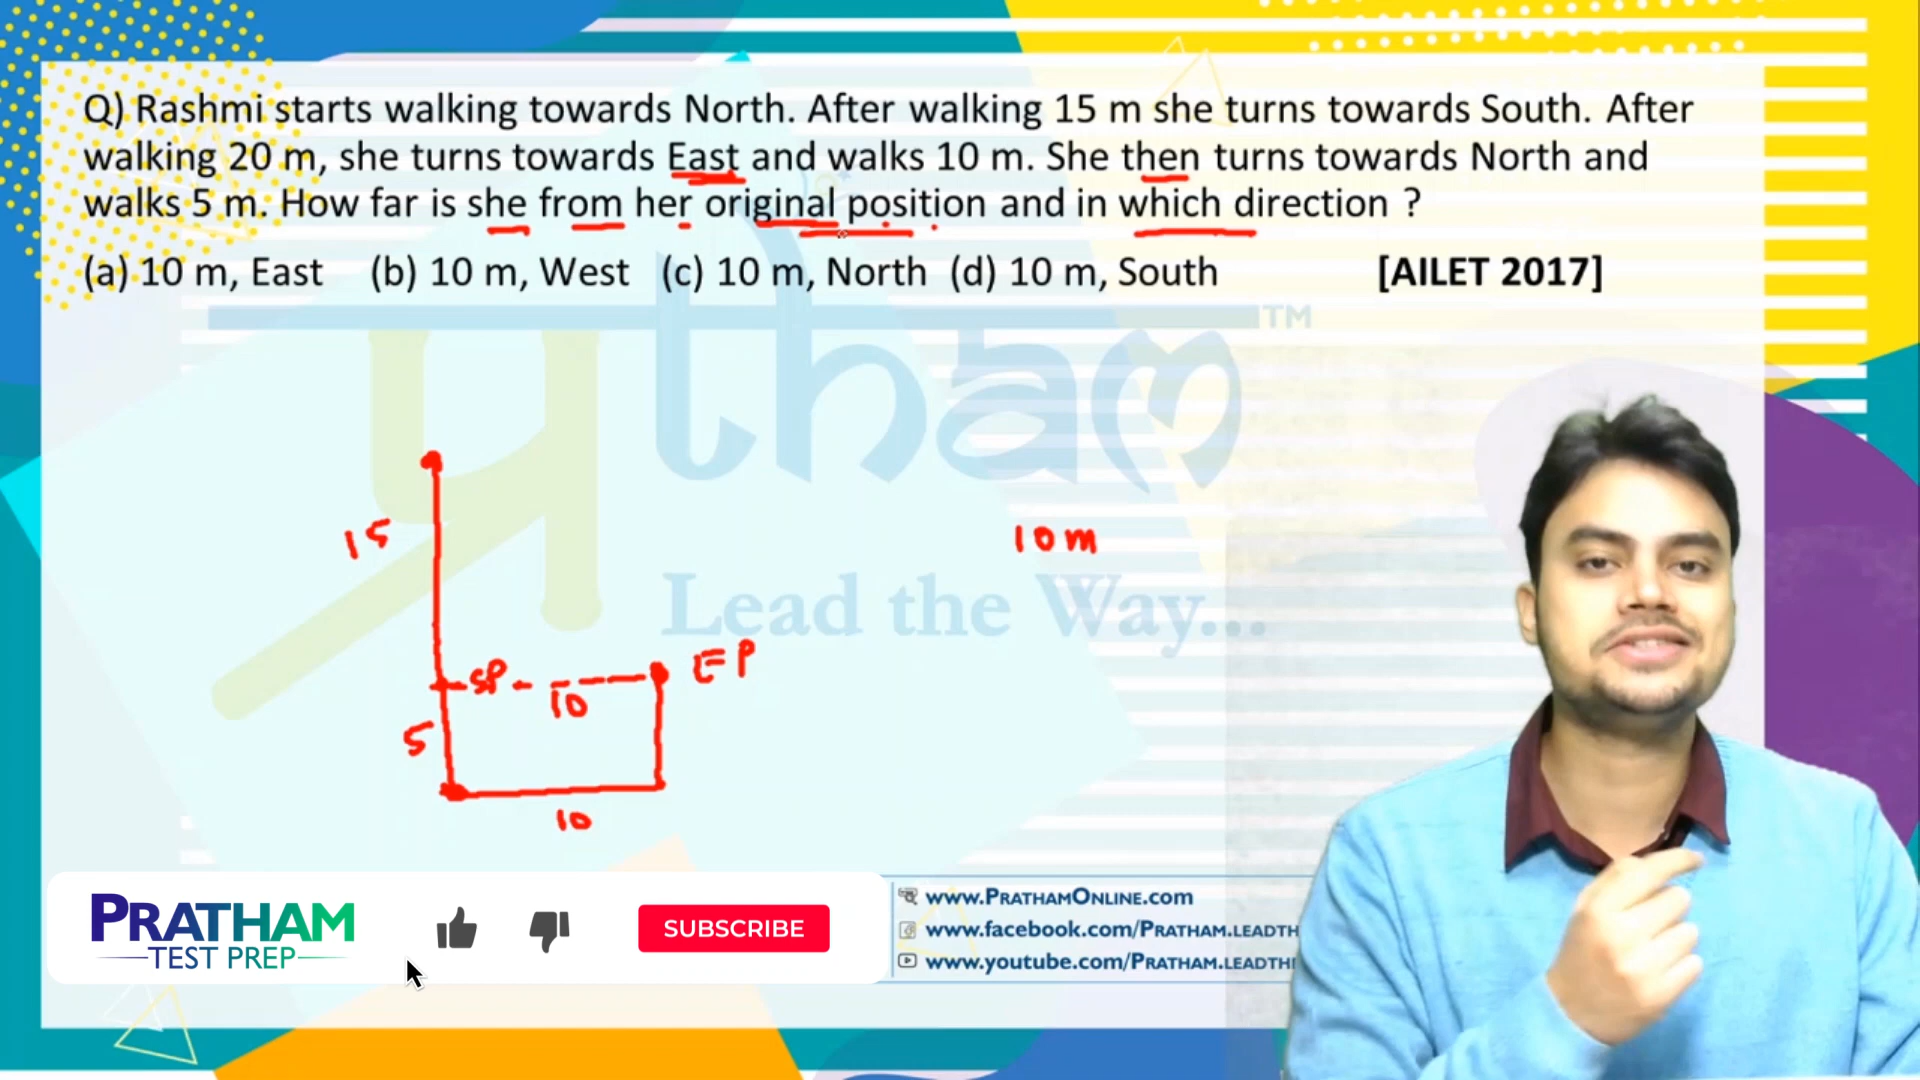 Q) Rashmi starts walking towards North. After walking 15 m she turns towards South. After
walking 20 m, she turns towards East and walks 10 m. She then turns towards North and
walks 5 m. How far is she from her original position and in which direction ?
(a) 10 m, East (b) 10 m, West (c) 10 m, North (d) 10 m, South [AILET 2017]
प्रatham TM
Lead the Way...
15
10 m
SP
10
EP
5
10
PRATHAM
TEST PREP
SUBSCRIBE
www.PRATHAMONLINE.com
www.facebook.com/PRATHAM.LEADTH
www.youtube.com/PRATHAM.LEADTH